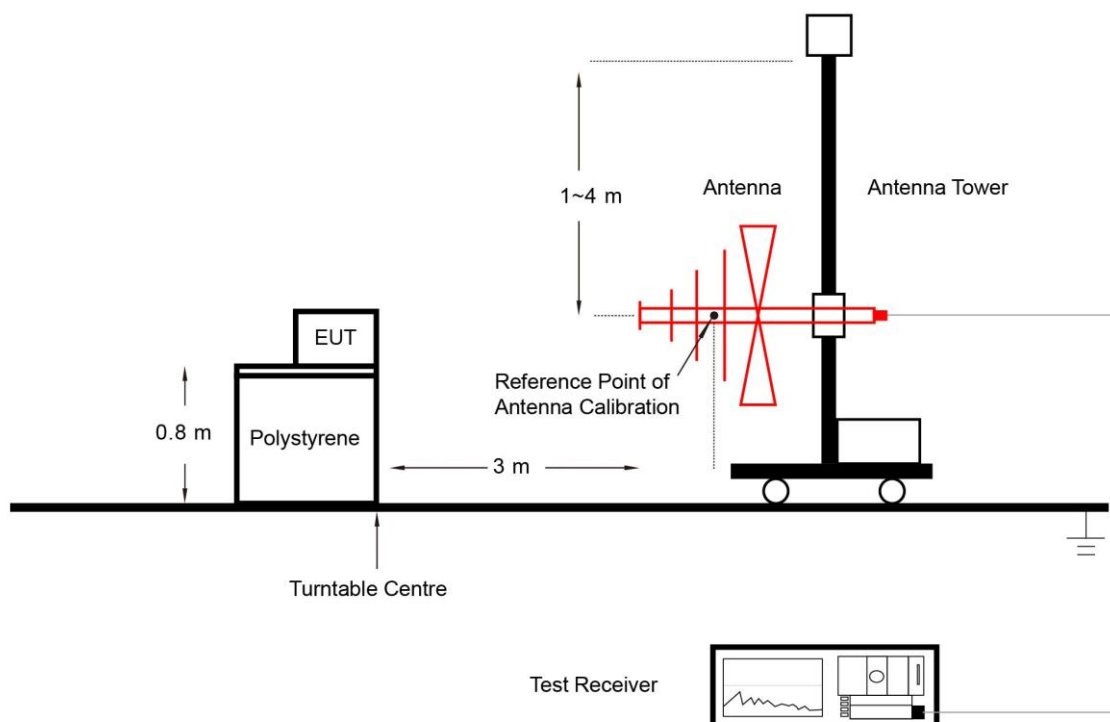 1~4 m
Antenna
Antenna Tower
EUT
Reference Point of
Antenna Calibration
0.8 m
Polystyrene
3 m
Turntable Centre
Test Receiver